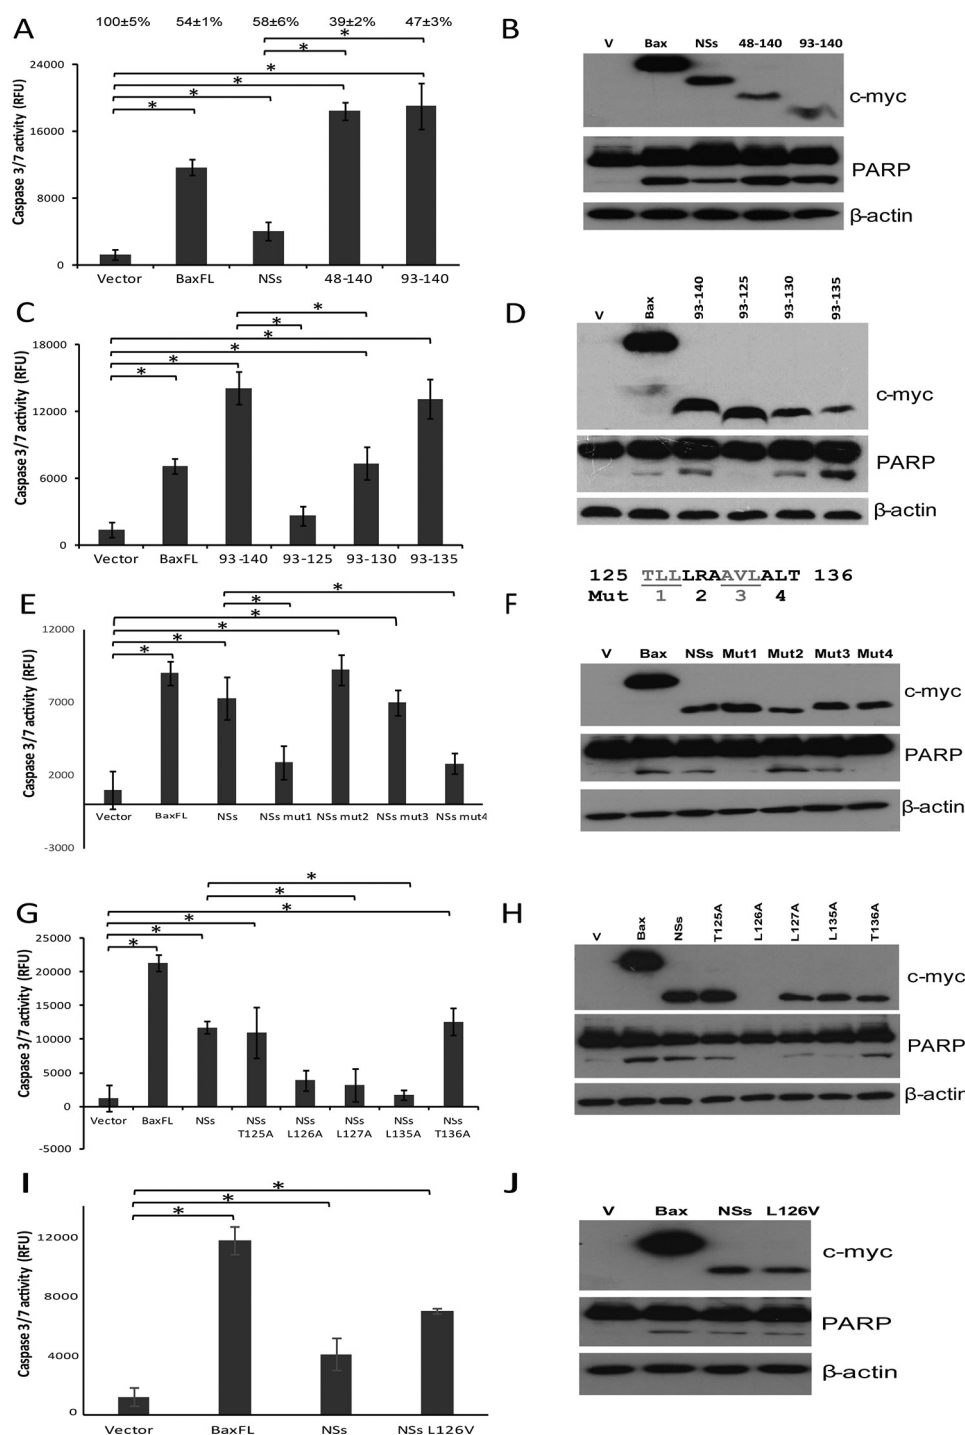 A
100±5% 54±1% 58±6% 39±2% 47±3%
* *
* * * *
Caspase 3/7 activity (RFU)
24000
16000
8000
0
Vector BaxFL NSs 48-140 93-140
B
V Bax NSs 48-140 93-140
c-myc
PARP
β-actin
C
* *
* * * *
Caspase 3/7 activity (RFU)
18000
12000
6000
0
Vector BaxFL 93-140 93-125 93-130 93-135
D
V Bax 93-140 93-125 93-130 93-135
c-myc
PARP
β-actin
125 TLLLRAAVLALT 136
Mut 1 2 3 4
E
* *
* * * *
Caspase 3/7 activity (RFU)
12000
7000
2000
-3000
Vector BaxFL NSs NSs mut1 NSs mut2 NSs mut3 NSs mut4
F
V Bax NSs Mut1 Mut2 Mut3 Mut4
c-myc
PARP
β-actin
G
* *
* * * *
Caspase 3/7 activity (RFU)
25000
20000
15000
10000
5000
0
-5000
Vector BaxFL NSs NSs NSs NSs NSs NSs
T125A L126A L127A L135A T136A
H
V Bax NSs T125A L126A L127A L135A T136A
c-myc
PARP
β-actin
I
* * *
Caspase 3/7 activity (RFU)
12000
8000
4000
0
Vector BaxFL NSs NSs L126V
J
V Bax NSs L126V
c-myc
PARP
β-actin